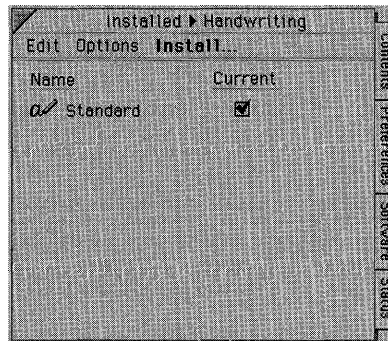 Installed ▸ Handwriting
Edit Options Install...
Name Current
Standard
Contents
Preferences
Software
Status